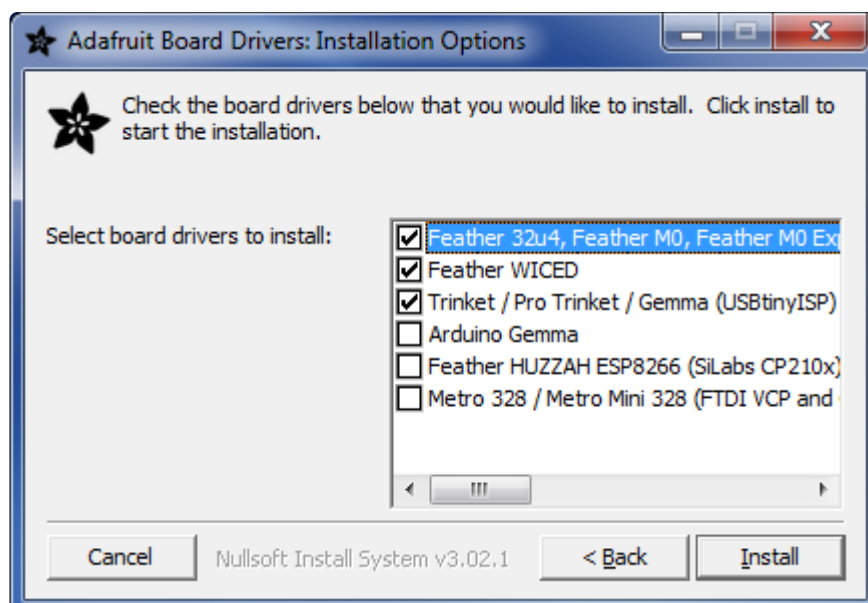 Adafruit Board Drivers: Installation Options
Check the board drivers below that you would like to install. Click install to
start the installation.
Select board drivers to install:
Feather 32u4, Feather M0, Feather M0 Exp
Feather WICED
Trinket / Pro Trinket / Gemma (USBtinyISP)
Arduino Gemma
Feather HUZZAH ESP8266 (SiLabs CP210x)
Metro 328 / Metro Mini 328 (FTDI VCP and
Cancel
Nullsoft Install System v3.02.1
< Back
Install